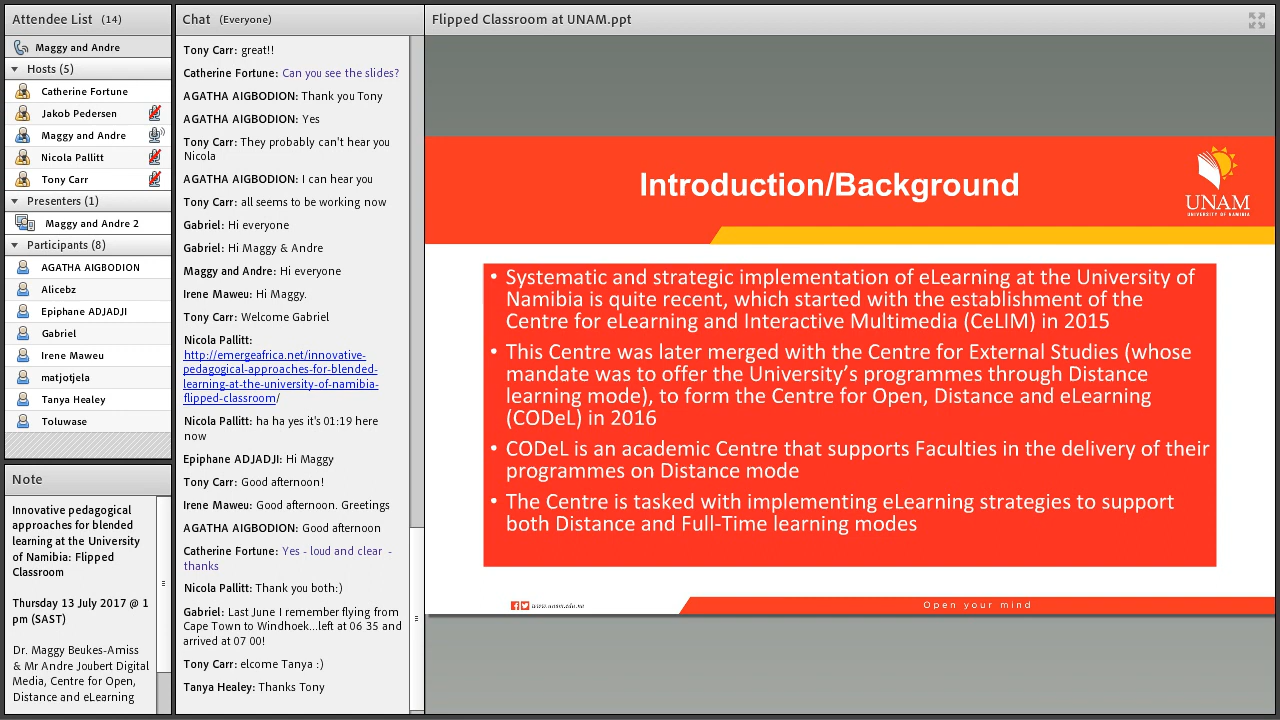 Attendee List (14)
Maggy and Andre
Hosts (5)
Catherine Fortune
Jakob Pedersen
Maggy and Andre
Nicola Pallitt
Tony Carr
Presenters (1)
Maggy and Andre 2
Participants (8)
AGATHA AIGBODION
Alicebz
Epiphane ADJADJI
Gabriel
Irene Maweu
matjotjela
Tanya Healey
Toluwase
Note
Innovative pedagogical
approaches for blended
learning at the University
of Namibia: Flipped
Classroom
Thursday 13 July 2017 @ 1
pm (SAST)
Dr. Maggy Beukes-Amiss
& Mr Andre Joubert Digital
Media, Centre for Open,
Distance and eLearning
Chat (Everyone)
Tony Carr: great!!
Catherine Fortune: Can you see the slides?
AGATHA AIGBODION: Thank you Tony
AGATHA AIGBODION: Yes
Tony Carr: They probably can't hear you
Nicola
AGATHA AIGBODION: I can hear you
Tony Carr: all seems to be working now
Gabriel: Hi everyone
Gabriel: Hi Maggy & Andre
Maggy and Andre: Hi everyone
Irene Maweu: Hi Maggy.
Tony Carr: Welcome Gabriel
Nicola Pallitt:
http://emergeafrica.net/innovative-
pedagogical-approaches-for-blended-
learning-at-the-university-of-namibia-
flipped-classroom/
Nicola Pallitt: ha ha yes it's 01:19 here
now
Epiphane ADJADJI: Hi Maggy
Tony Carr: Good afternoon!
Irene Maweu: Good afternoon. Greetings
AGATHA AIGBODION: Good afternoon
Catherine Fortune: Yes - loud and clear -
thanks
Nicola Pallitt: Thank you both:)
Gabriel: Last June I remember flying from
Cape Town to Windhoek...left at 06 35 and
arrived at 07 00!
Tony Carr: elcome Tanya :)
Tanya Healey: Thanks Tony
Flipped Classroom at UNAM.ppt
Introduction/Background
UNAM
UNIVERSITY OF NAMIBIA
• Systematic and strategic implementation of eLearning at the University of
Namibia is quite recent, which started with the establishment of the
Centre for eLearning and Interactive Multimedia (CeLIM) in 2015
• This Centre was later merged with the Centre for External Studies (whose
mandate was to offer the University’s programmes through Distance
learning mode), to form the Centre for Open, Distance and eLearning
(CODeL) in 2016
• CODeL is an academic Centre that supports Faculties in the delivery of their
programmes on Distance mode
• The Centre is tasked with implementing eLearning strategies to support
both Distance and Full-Time learning modes
www.unam.edu.na
Open your mind